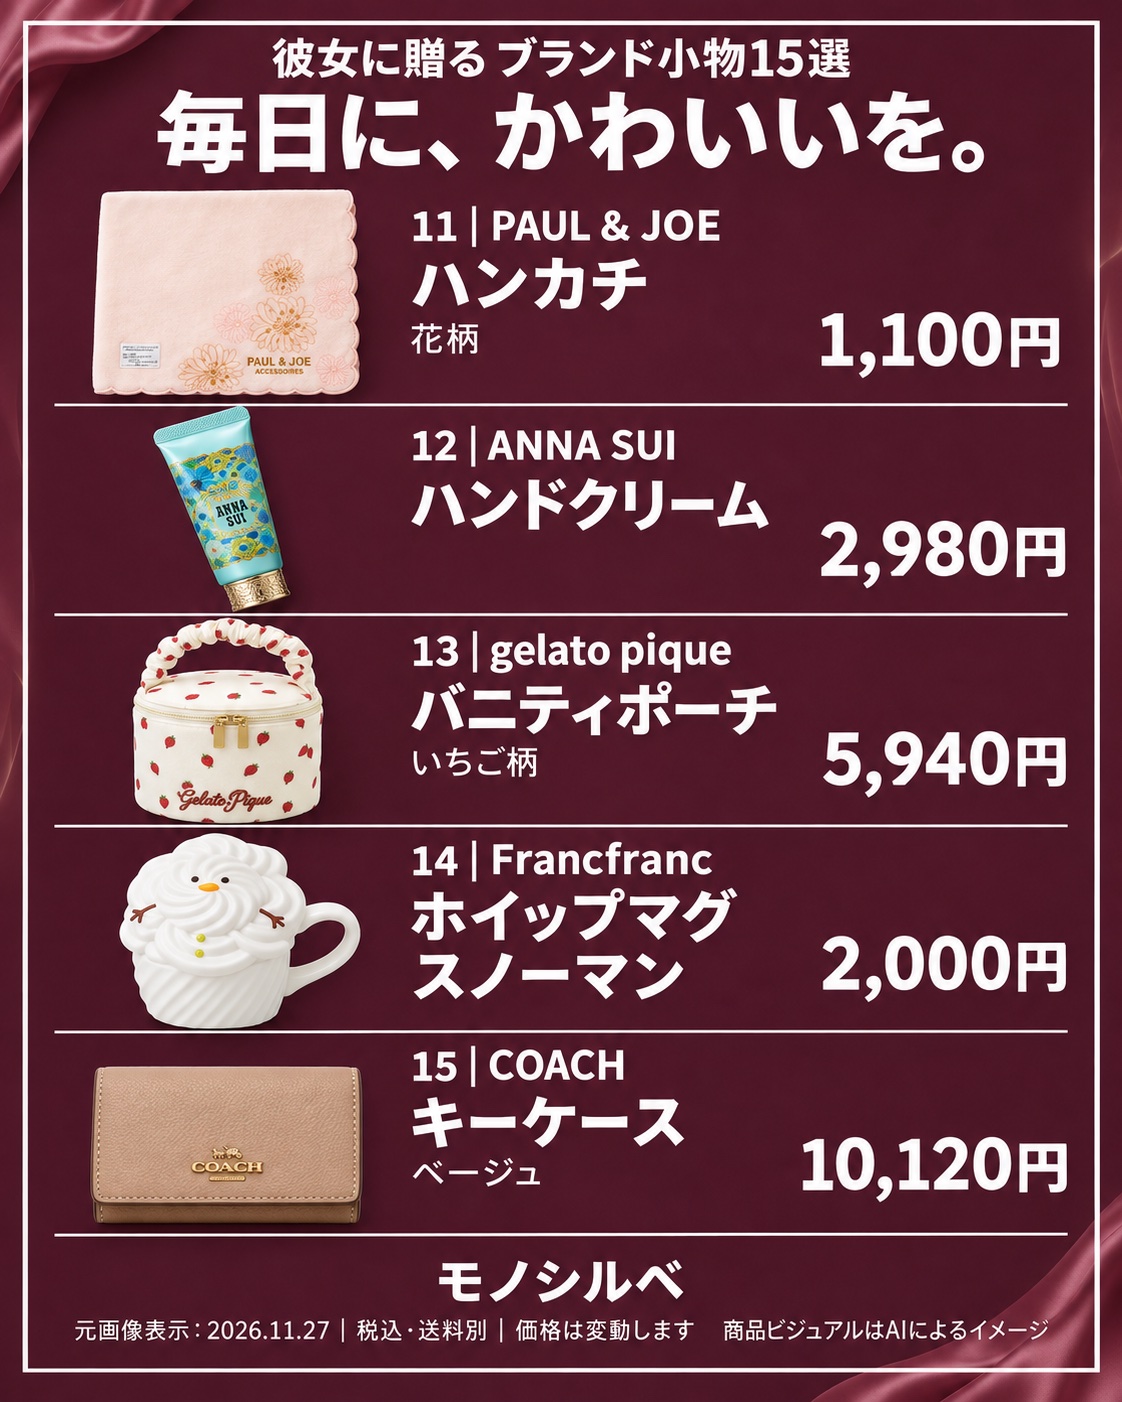 彼女に贈る ブランド小物15選
毎日に、かわいいを。
PAUL & JOE
ACCESSOIRES
11 | PAUL & JOE
ハンカチ
花柄
1,100円
ANNA
SUI
12 | ANNA SUI
ハンドクリーム
2,980円
Gelato Pique
13 | gelato pique
バニティポーチ
いちご柄
5,940円
14 | Francfranc
ホイップマグ
スノーマン
2,000円
COACH
15 | COACH
キーケース
ベージュ
10,120円
モノシルベ
元画像表示：2026.11.27 | 税込・送料別 | 価格は変動します 商品ビジュアルはAIによるイメージ